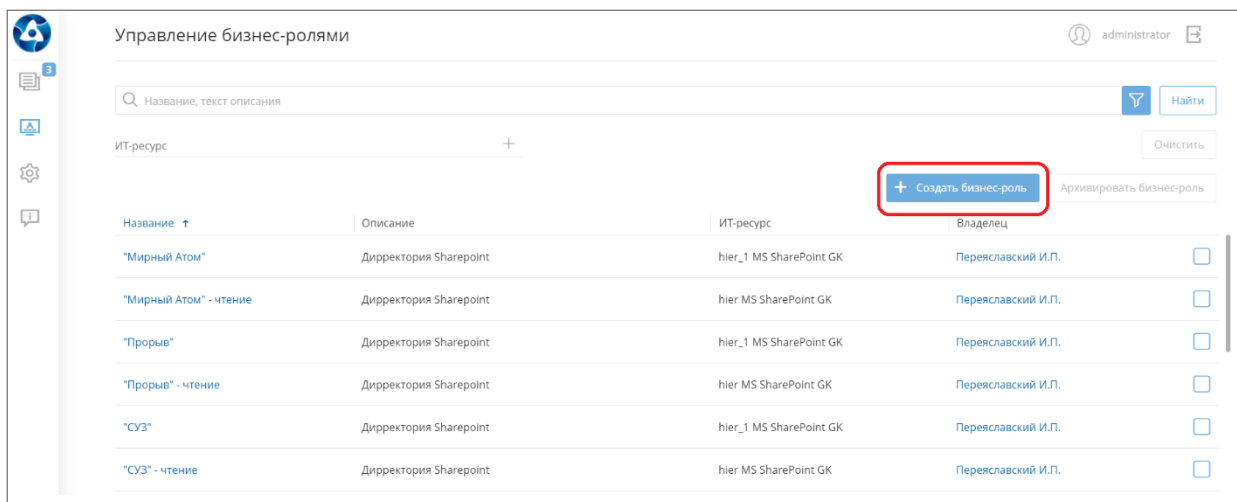 Управление бизнес-ролями
administrator
3
Название, текст описания
Найти
ИТ-ресурс
Очистить
Создать бизнес-роль
Архивировать бизнес-роль
Название ↑ Описание ИТ-ресурс Владелец
"Мирный Атом" Дирректория Sharepoint hier_1 MS SharePoint GK Переяславский И.П.
"Мирный Атом" - чтение Дирректория Sharepoint hier MS SharePoint GK Переяславский И.П.
"Прорыв" Дирректория Sharepoint hier_1 MS SharePoint GK Переяславский И.П.
"Прорыв" - чтение Дирректория Sharepoint hier MS SharePoint GK Переяславский И.П.
"СУЗ" Дирректория Sharepoint hier_1 MS SharePoint GK Переяславский И.П.
"СУЗ" - чтение Дирректория Sharepoint hier MS SharePoint GK Переяславский И.П.